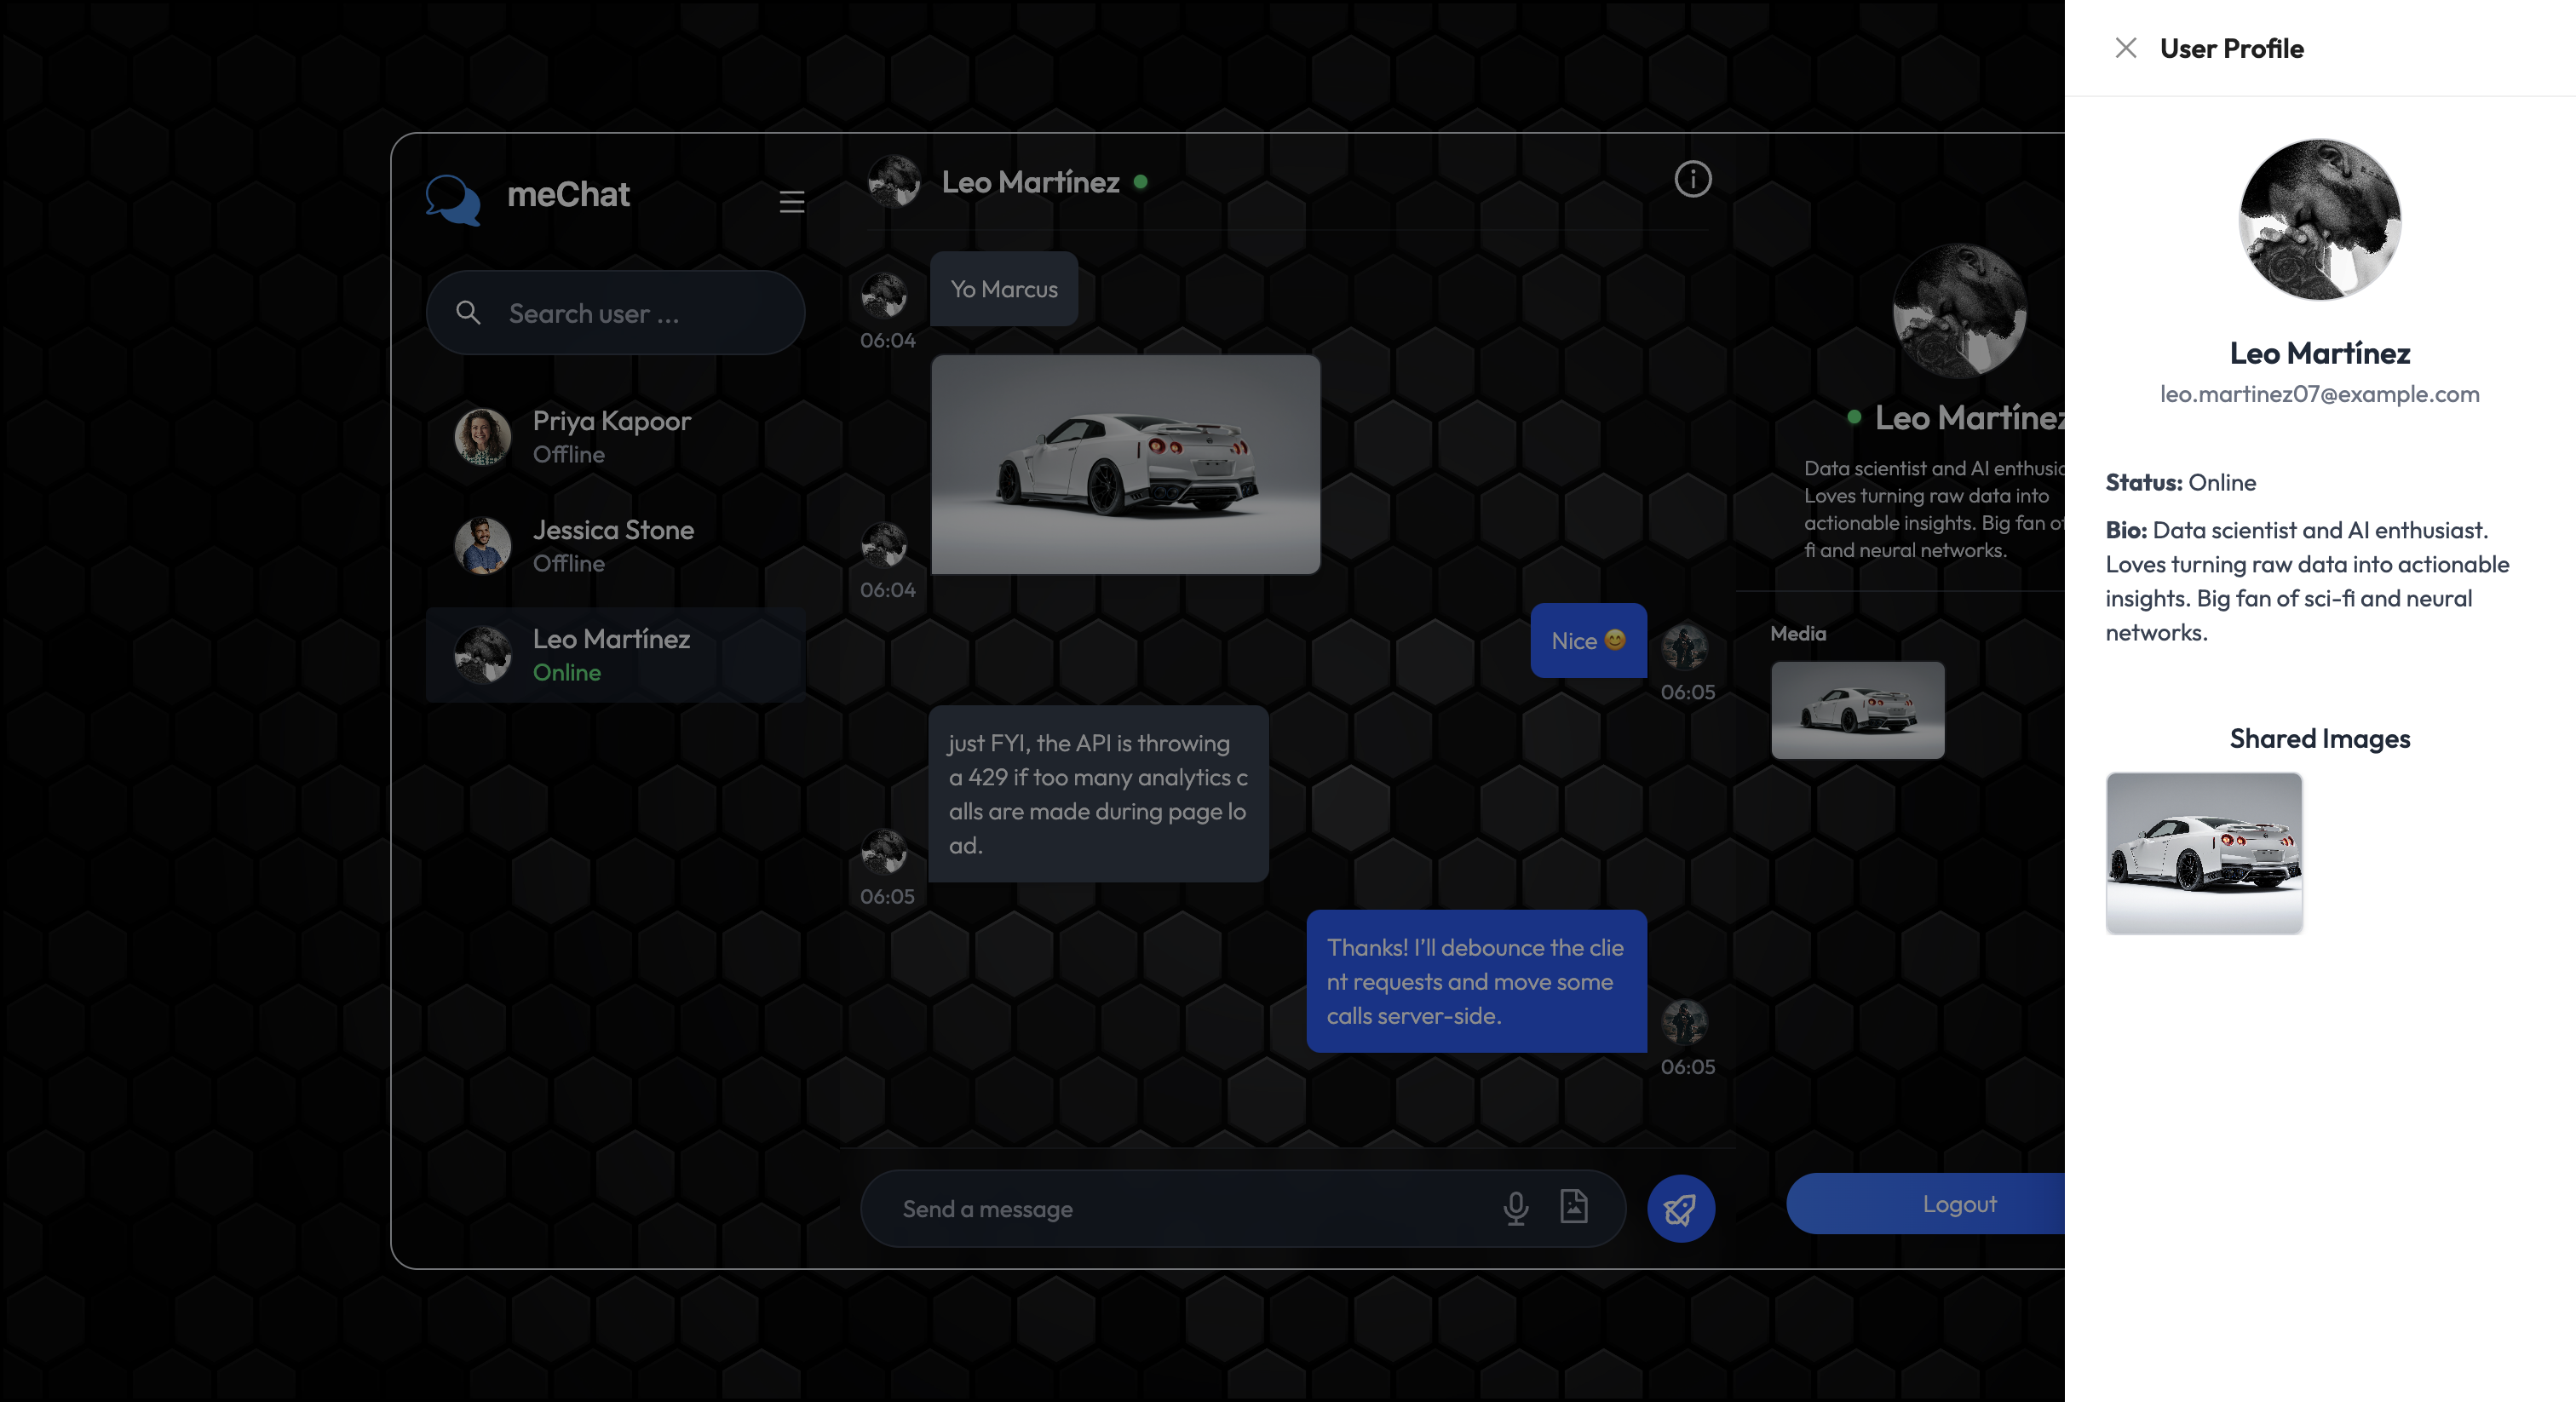 meChat
Search user ...
Priya Kapoor
Offline
Jessica Stone
Offline
Leo Martínez
Online
Leo Martínez
Yo Marcus
06:04
06:04
Nice 😊
06:05
just FYI, the API is throwing
a 429 if too many analytics c
alls are made during page lo
ad.
06:05
Thanks! I’ll debounce the clie
nt requests and move some
calls server-side.
06:05
Send a message
Leo Martínez
Data scientist and AI enthusia
Loves turning raw data into
actionable insights. Big fan of
fi and neural networks.
Media
Logout
User Profile
Leo Martínez
leo.martinez07@example.com
Status: Online
Bio: Data scientist and AI enthusiast.
Loves turning raw data into actionable
insights. Big fan of sci-fi and neural
networks.
Shared Images